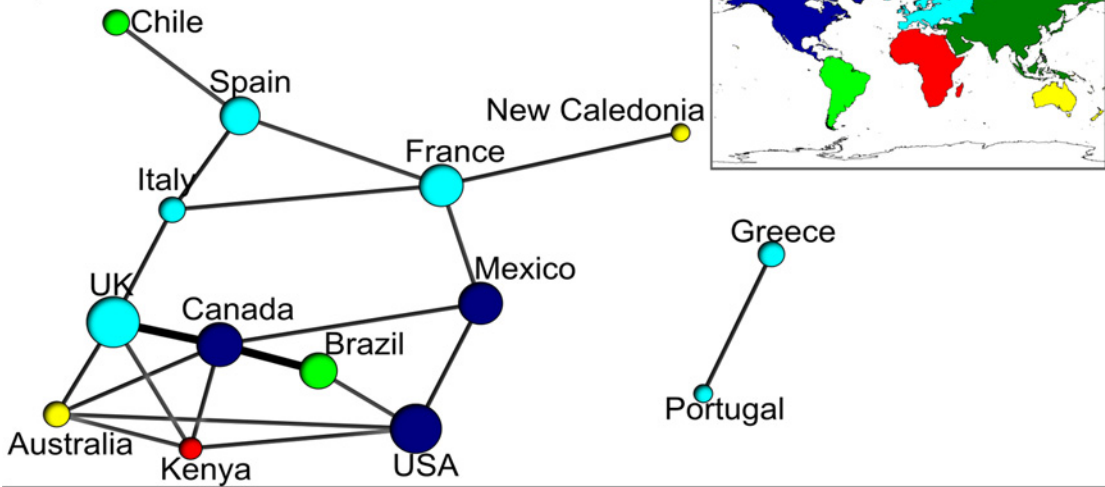 Chile
Spain
New Caledonia
France
Italy
Greece
Mexico
UK
Canada
Brazil
Portugal
Australia
USA
Kenya